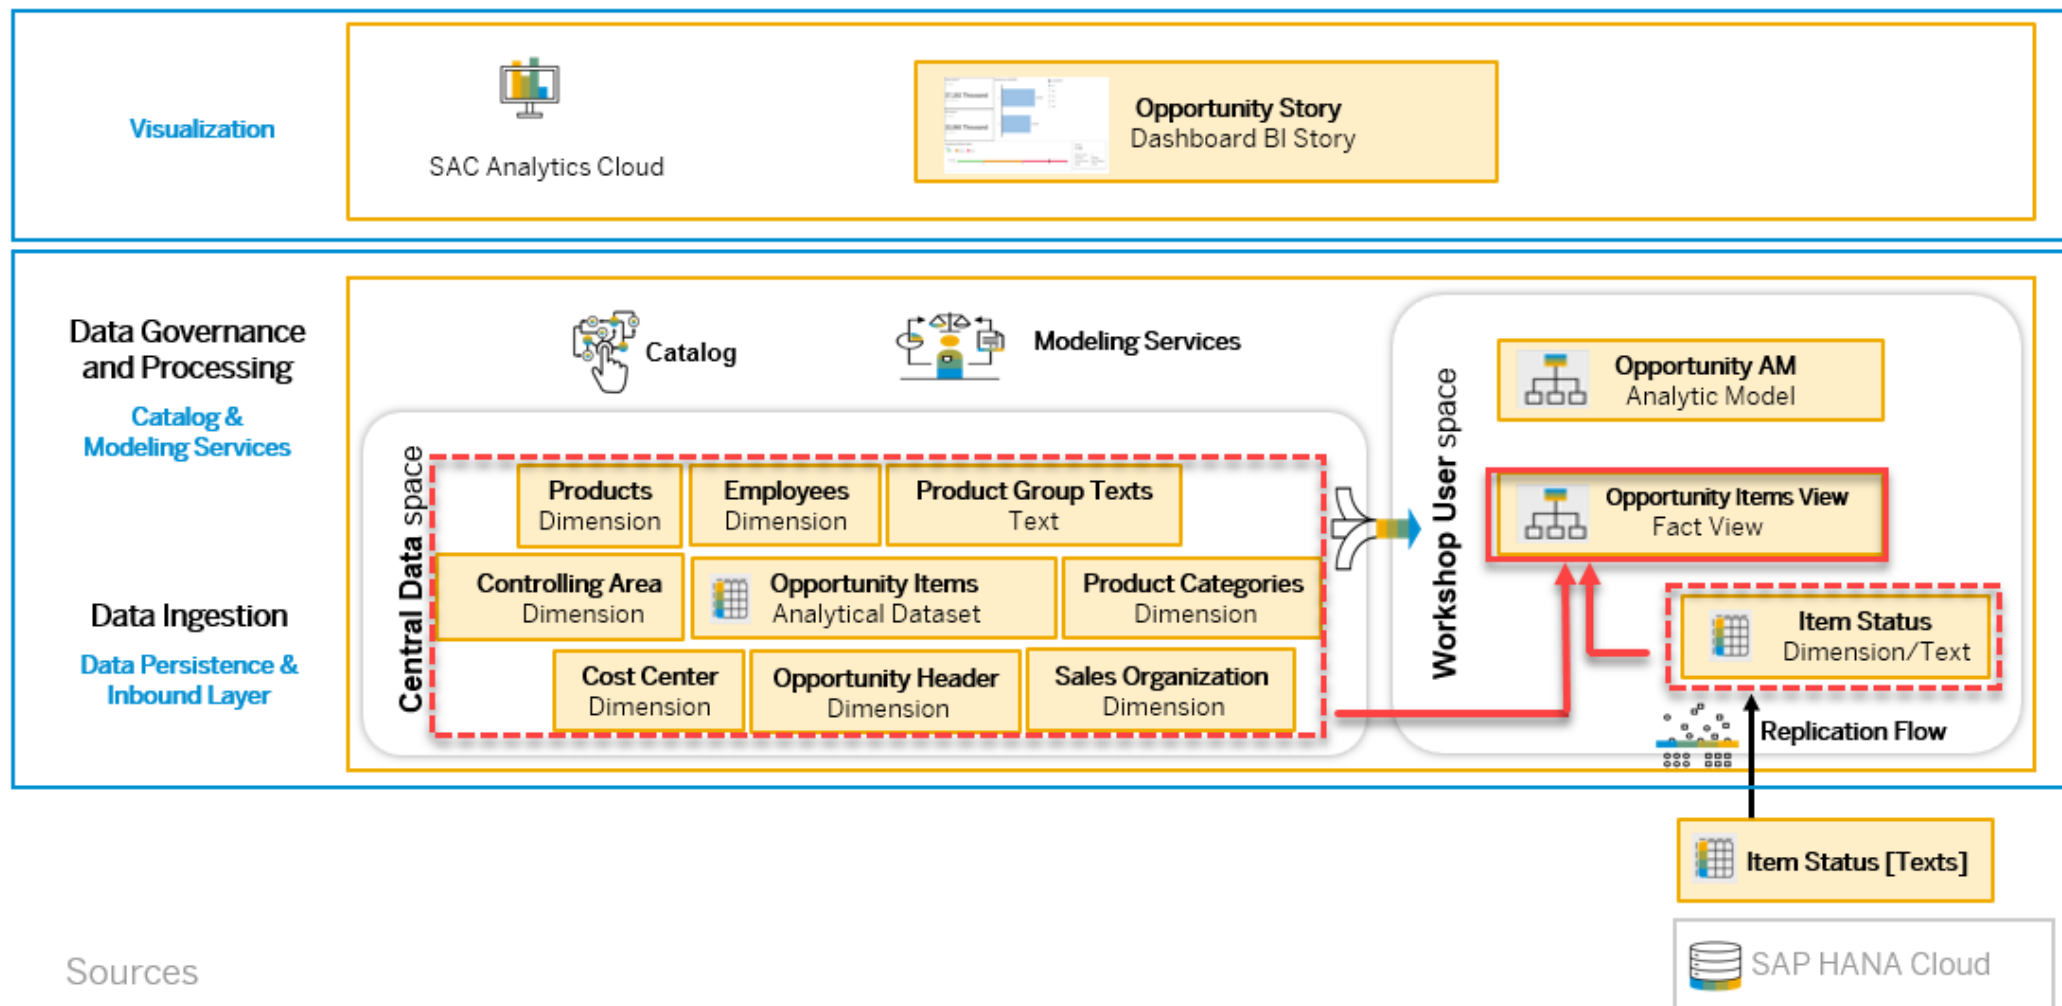 Visualization
SAC Analytics Cloud
Opportunity Story
Dashboard BI Story
Data Governance
and Processing
Catalog &
Modeling Services
Catalog
Modeling Services
Central Data space
Products
Dimension
Employees
Dimension
Product Group Texts
Text
Controlling Area
Dimension
Opportunity Items
Analytical Dataset
Product Categories
Dimension
Cost Center
Dimension
Opportunity Header
Dimension
Sales Organization
Dimension
Data Ingestion
Data Persistence &
Inbound Layer
Workshop User space
Opportunity AM
Analytic Model
Opportunity Items View
Fact View
Item Status
Dimension/Text
Replication Flow
Item Status [Texts]
Sources
SAP HANA Cloud